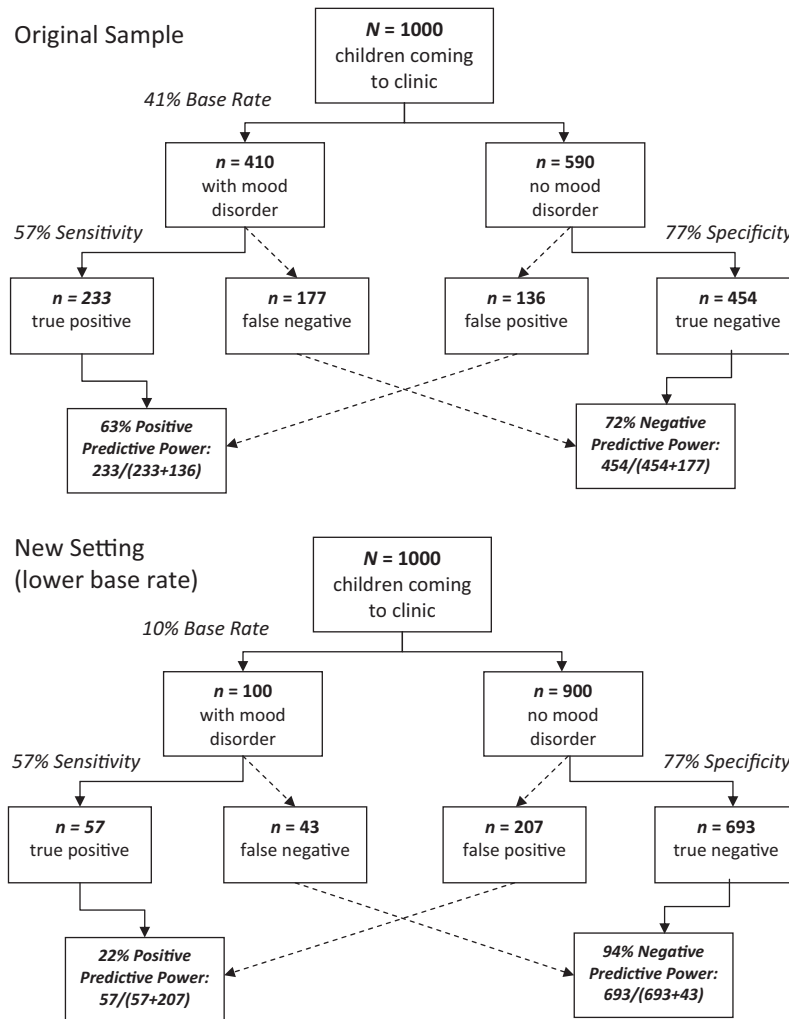 Original Sample
N = 1000
children coming
to clinic
41% Base Rate
n = 410
with mood
disorder
n = 590
no mood
disorder
57% Sensitivity
77% Specificity
n = 233
true positive
n = 177
false negative
n = 136
false positive
n = 454
true negative
63% Positive
Predictive Power:
233/(233+136)
72% Negative
Predictive Power:
454/(454+177)
New Setting
(lower base rate)
N = 1000
children coming
to clinic
10% Base Rate
n = 100
with mood
disorder
n = 900
no mood
disorder
57% Sensitivity
77% Specificity
n = 57
true positive
n = 43
false negative
n = 207
false positive
n = 693
true negative
22% Positive
Predictive Power:
57/(57+207)
94% Negative
Predictive Power:
693/(693+43)